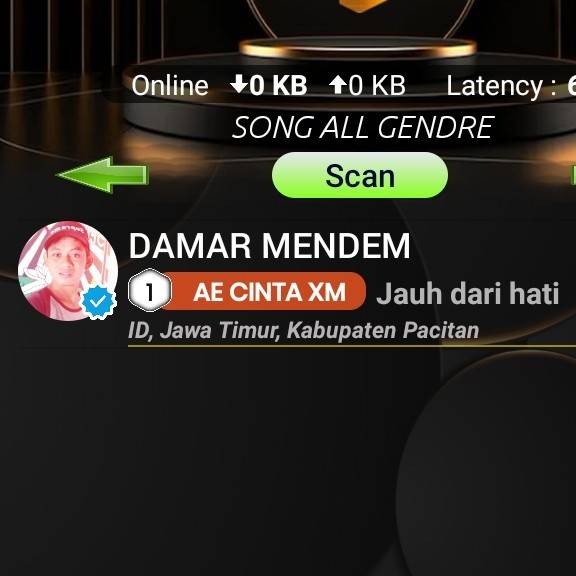 Online 0 KB 0 KB Latency : 6
SONG ALL GENDRE
Scan
DAMAR MENDEM
1 AE CINTA XM Jauh dari hati
ID, Jawa Timur, Kabupaten Pacitan